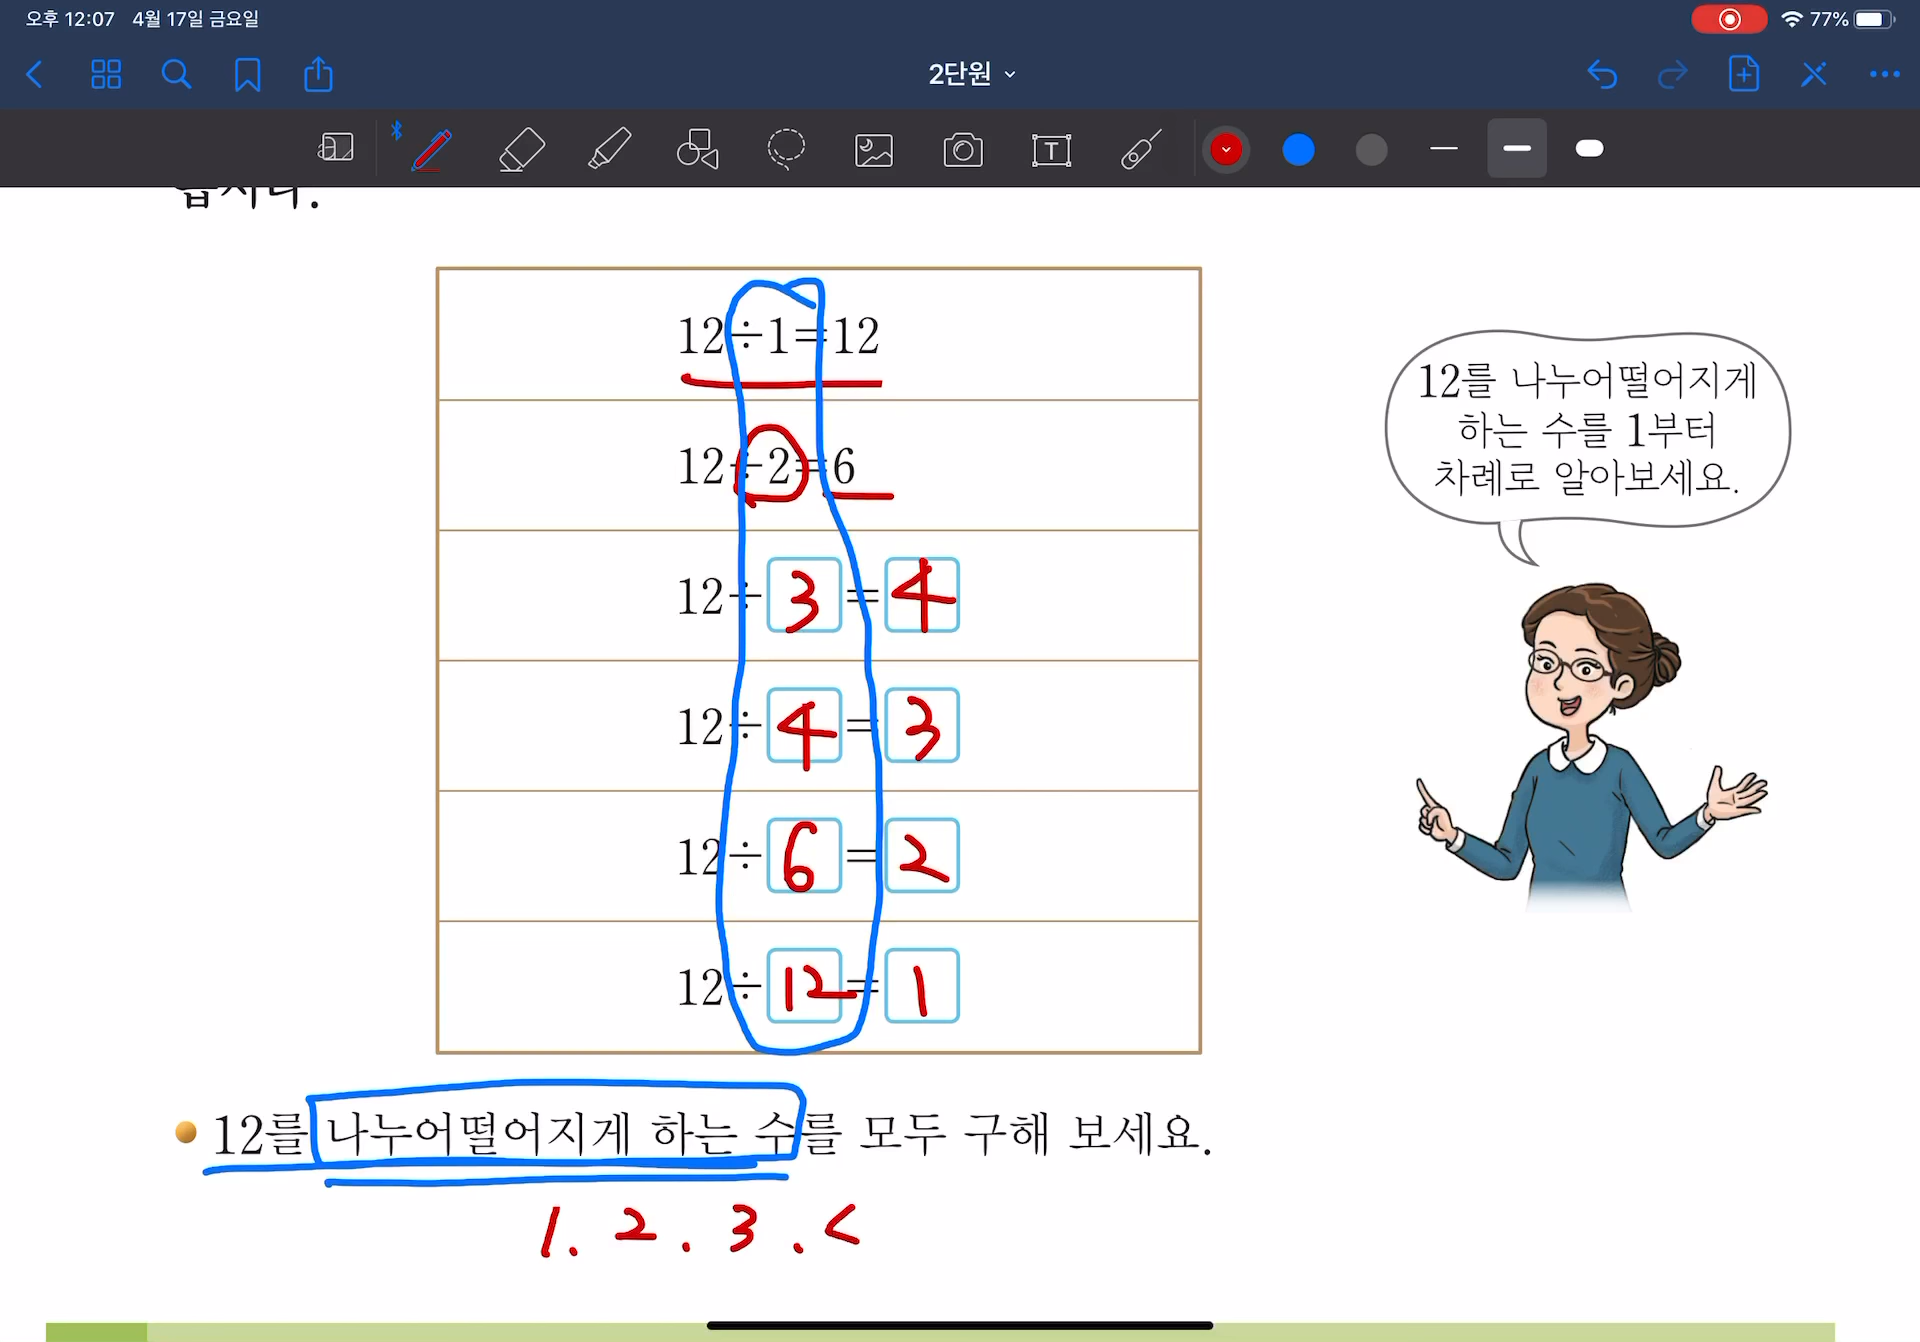 오후 12:07 4월 17일 금요일
77%
2단원
12÷1=12
12÷2=6
12÷3=4
12÷4=3
12÷6=2
12÷12=1
12를 나누어떨어지게
하는 수를 1부터
차례로 알아보세요.
12를 나누어떨어지게 하는 수를 모두 구해 보세요.
1. 2. 3.